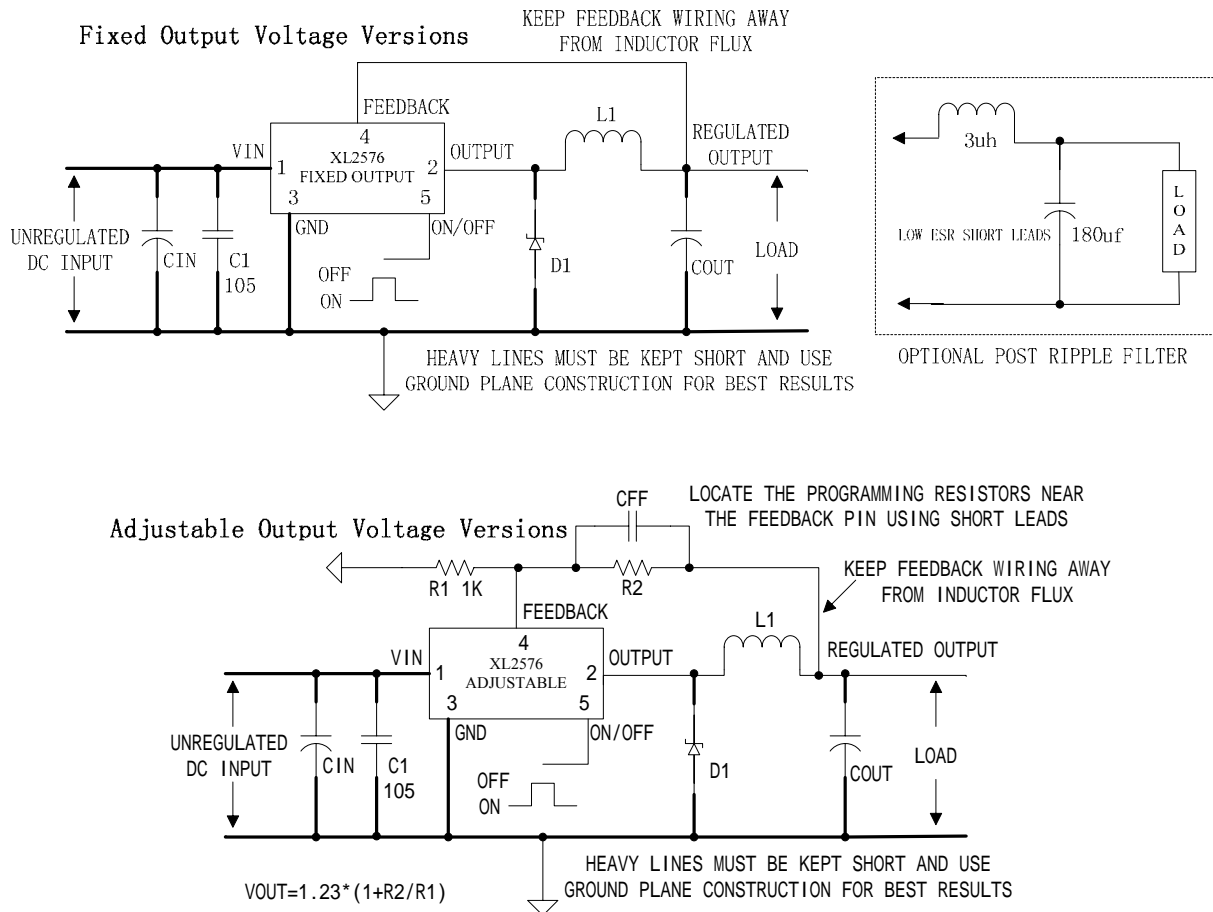 Fixed Output Voltage Versions
KEEP FEEDBACK WIRING AWAY
FROM INDUCTOR FLUX
FEEDBACK
4
L1
VIN
1
XL2576
FIXED OUTPUT
2
OUTPUT
REGULATED
OUTPUT
3
5
GND
ON/OFF
UNREGULATED
DC INPUT
CIN
C1
105
OFF
ON
D1
COUT
LOAD
HEAVY LINES MUST BE KEPT SHORT AND USE
GROUND PLANE CONSTRUCTION FOR BEST RESULTS
3uh
LOW ESR SHORT LEADS
180uf
LOAD
OPTIONAL POST RIPPLE FILTER
Adjustable Output Voltage Versions
CFF
LOCATE THE PROGRAMMING RESISTORS NEAR
THE FEEDBACK PIN USING SHORT LEADS
R1 1K
R2
KEEP FEEDBACK WIRING AWAY
FROM INDUCTOR FLUX
FEEDBACK
4
L1
VIN
1
XL2576
ADJUSTABLE
2
OUTPUT
REGULATED OUTPUT
3
5
GND
ON/OFF
UNREGULATED
DC INPUT
CIN
C1
105
OFF
ON
D1
COUT
LOAD
HEAVY LINES MUST BE KEPT SHORT AND USE
GROUND PLANE CONSTRUCTION FOR BEST RESULTS
VOUT=1.23*(1+R2/R1)